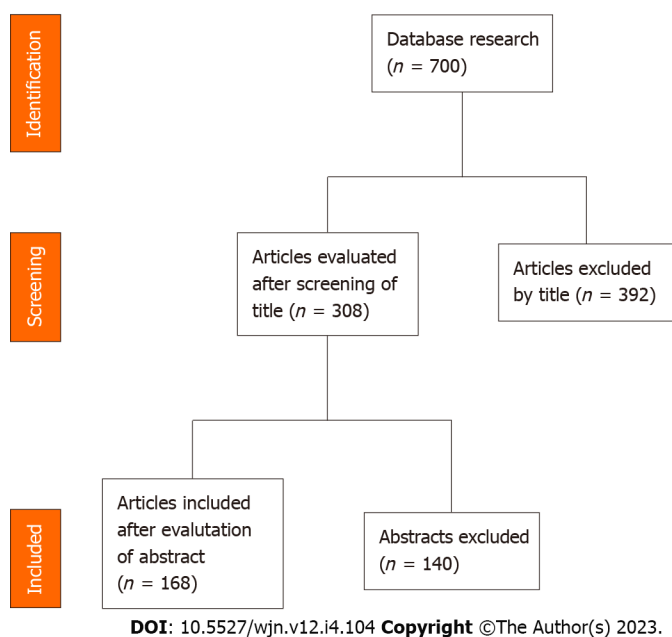 Identification
Database research
(n = 700)
Screening
Articles evaluated
after screening of
title (n = 308)
Articles excluded
by title (n = 392)
Included
Articles included
after evalutation
of abstract
(n = 168)
Abstracts excluded
(n = 140)
DOI: 10.5527/wjn.v12.i4.104 Copyright ©The Author(s) 2023.